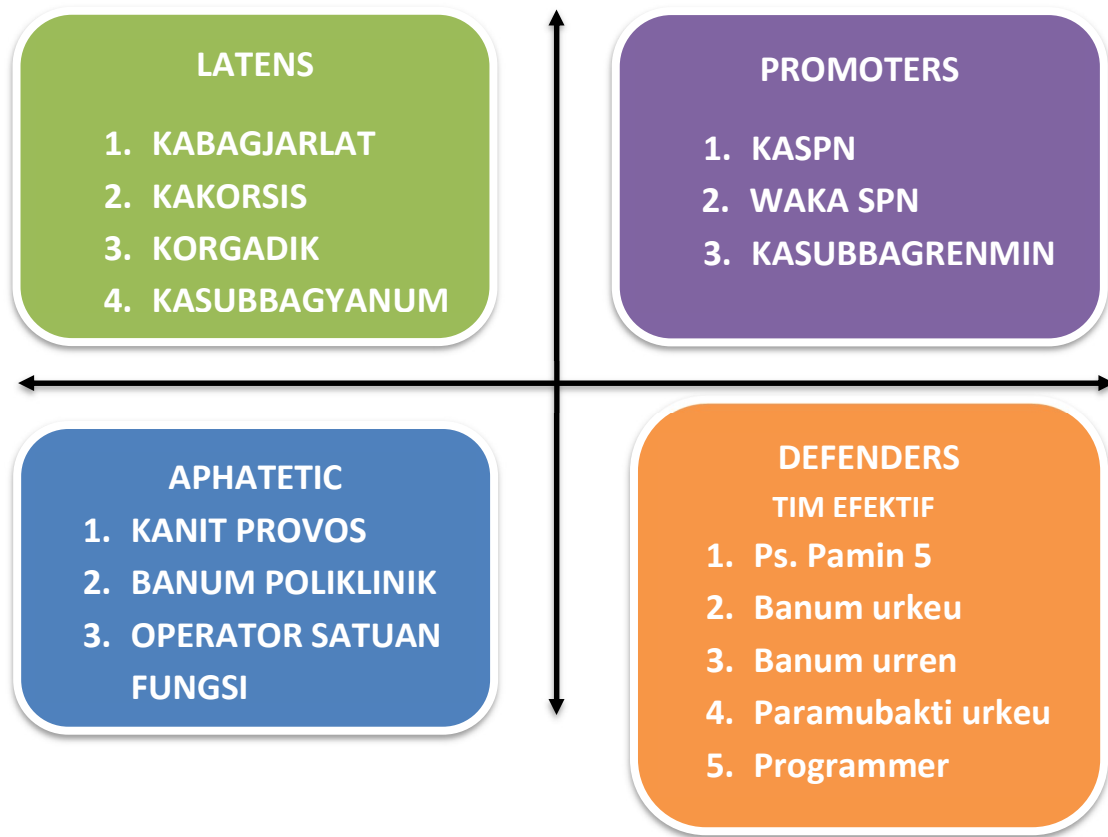 LATENS
1. KABAGJARLAT
2. KAKORSIS
3. KORGADIK
4. KASUBBAGYANUM
PROMOTERS
1. KASPN
2. WAKA SPN
3. KASUBBAGRENMIN
APHATETIC
1. KANIT PROVOS
2. BANUM POLIKLINIK
3. OPERATOR SATUAN
FUNGSI
DEFENDERS
TIM EFEKTIF
1. Ps. Pamin 5
2. Banum urkeu
3. Banum urren
4. Paramubakti urkeu
5. Programmer